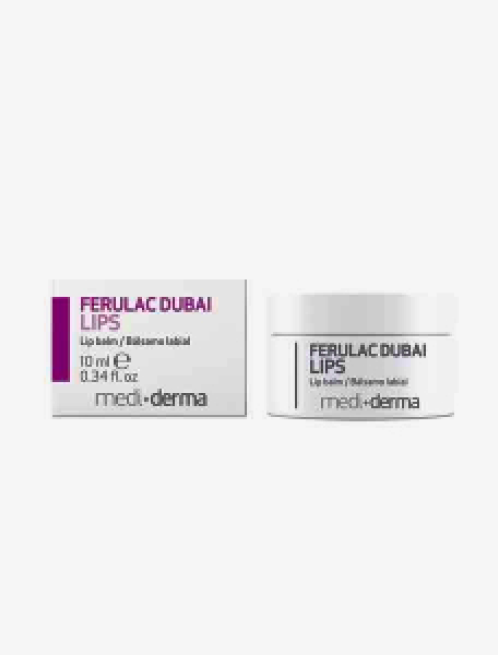 FERULAC DUBAI
LIPS
Lip balm / Bálsamo labial
10 ml ℮
0.34 fl. oz
medi+derma
FERULAC DUBAI
LIPS
Lip balm / Bálsamo labial
medi+derma